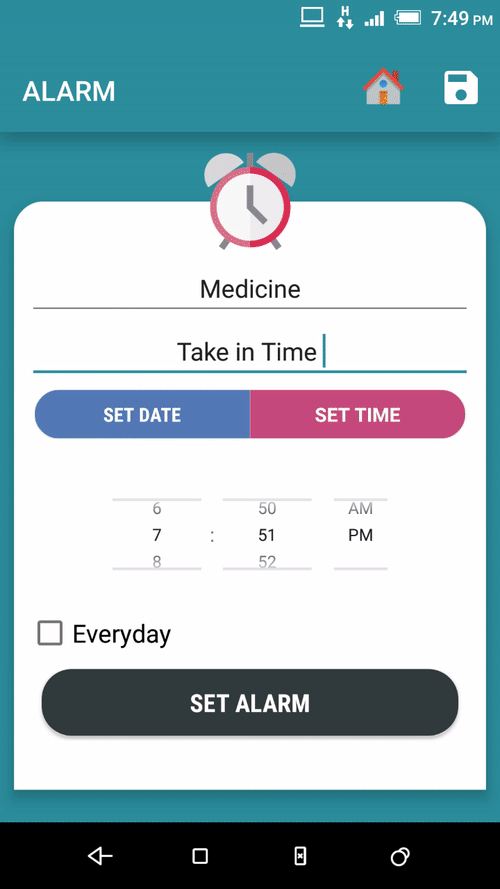 H 7:49 PM
ALARM
Medicine
Take in Time
SET DATE SET TIME
6 50 AM
7 : 51 PM
8 52
Everyday
SET ALARM